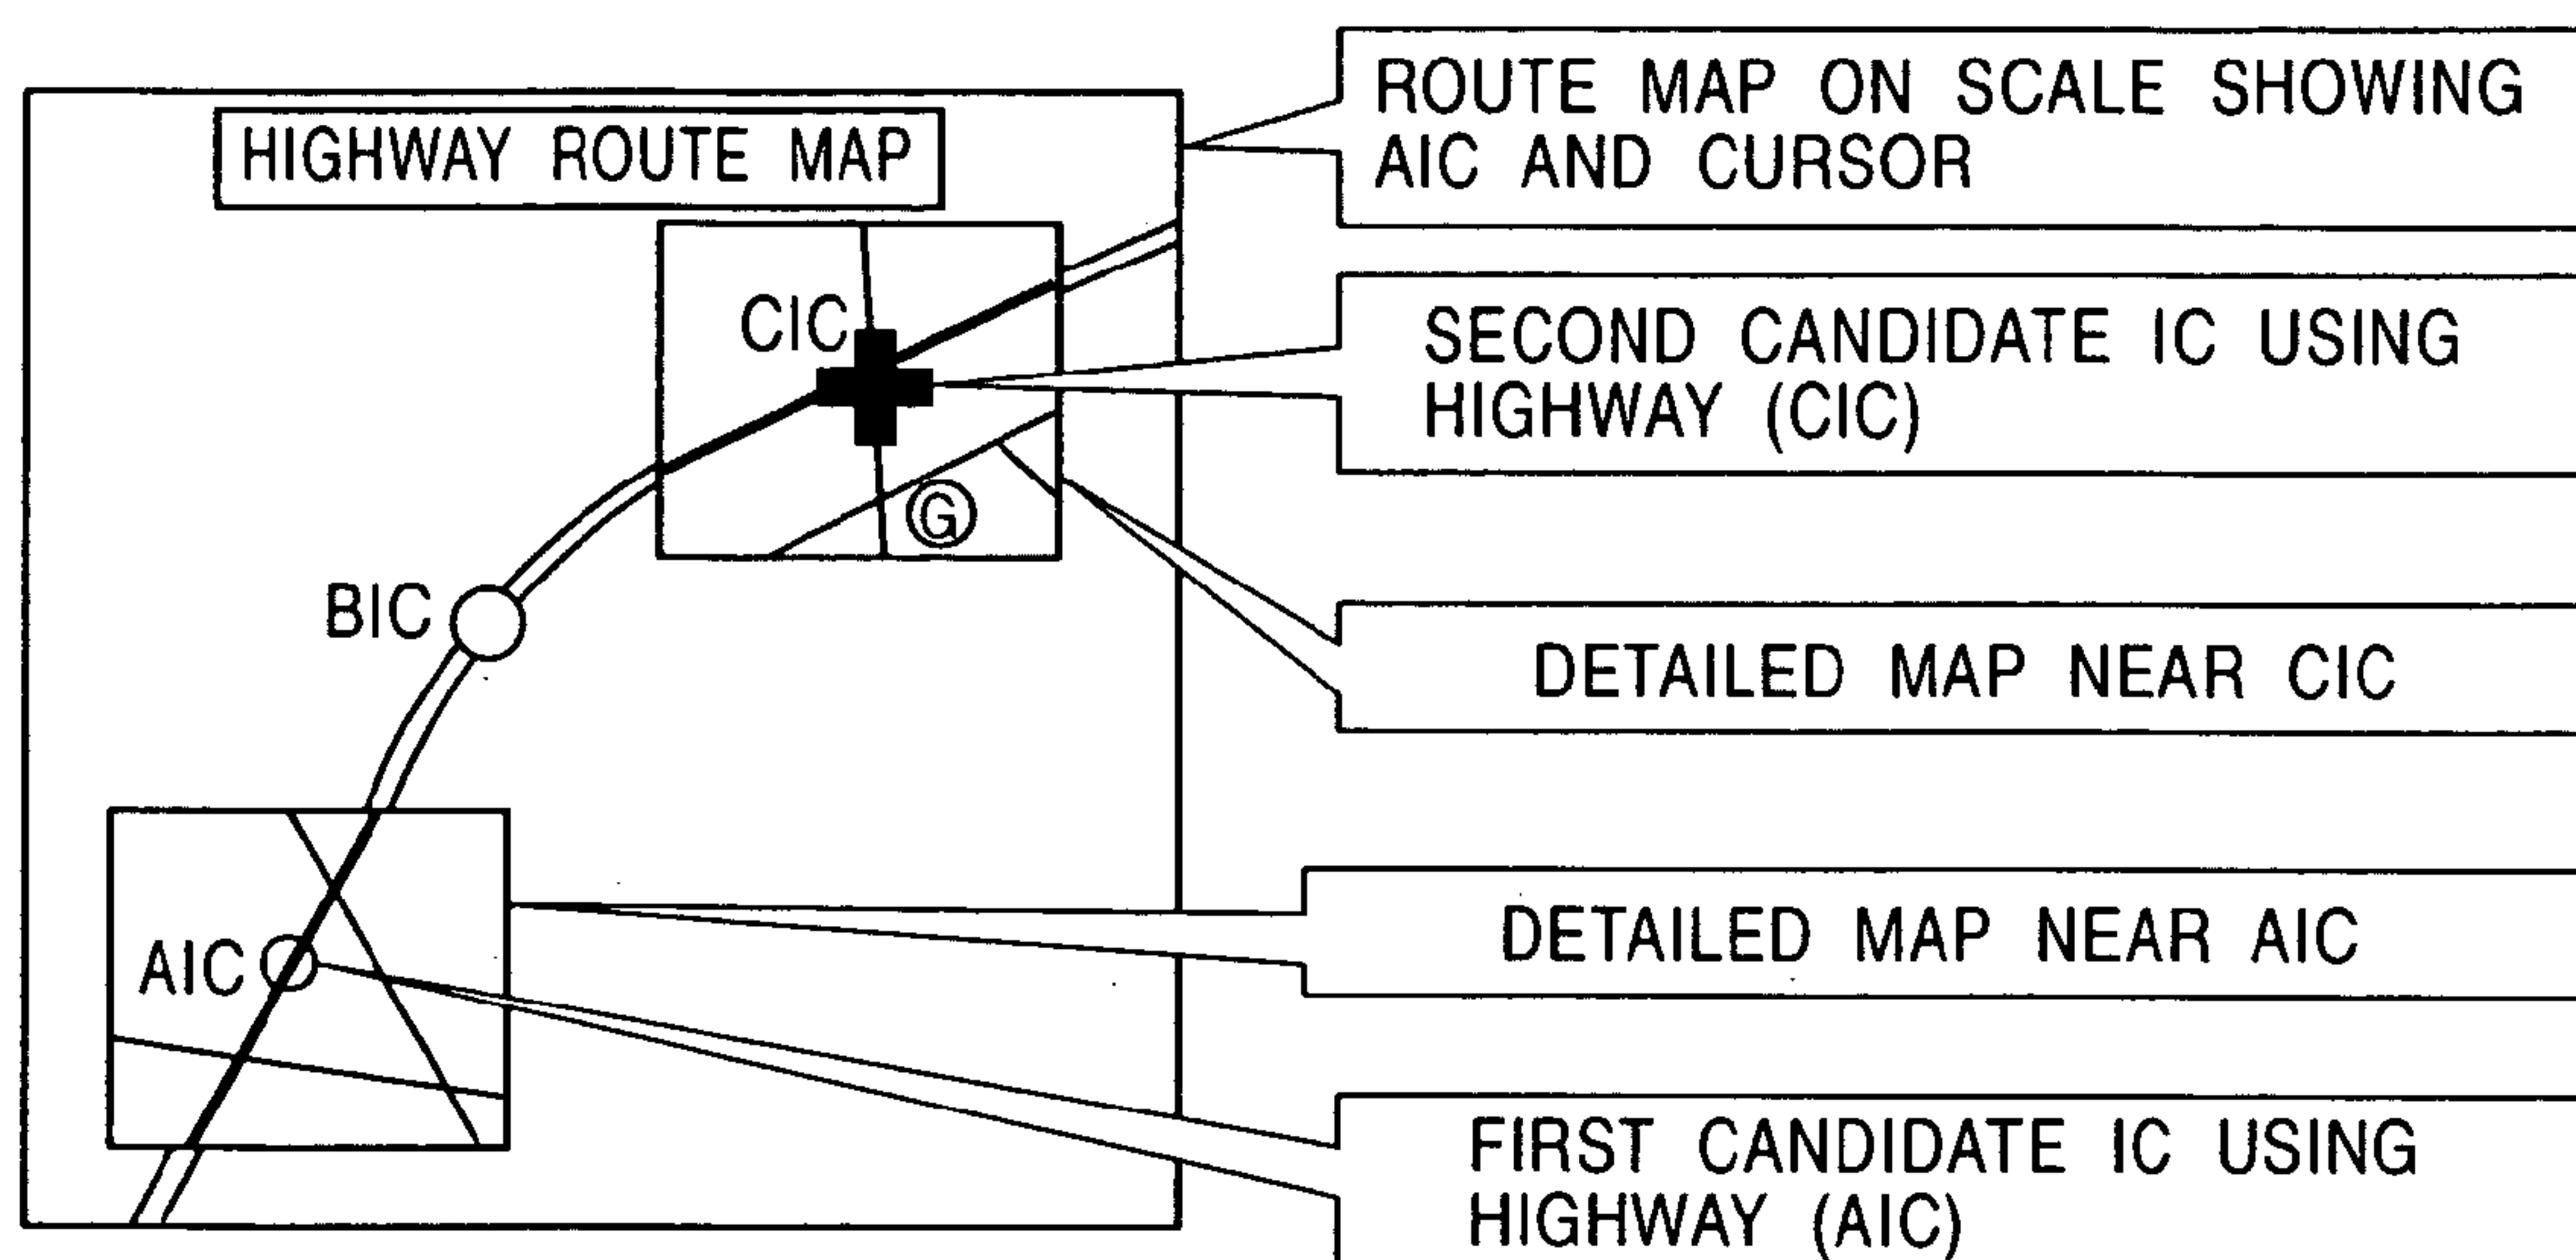 HIGHWAY ROUTE MAP
CIC
G
BIC
AIC
ROUTE MAP ON SCALE SHOWING
AIC AND CURSOR
SECOND CANDIDATE IC USING
HIGHWAY (CIC)
DETAILED MAP NEAR CIC
DETAILED MAP NEAR AIC
FIRST CANDIDATE IC USING
HIGHWAY (AIC)